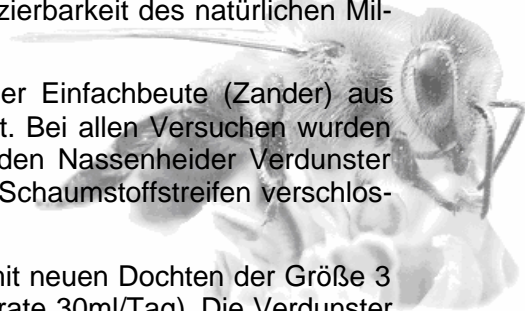 zierbarkeit des natürlichen Mil-
er Einfachbeute (Zander) aus
t. Bei allen Versuchen wurden
den Nassenheider Verdunster
Schaumstoffstreifen verschlos-
nit neuen Dochten der Größe 3
rate 30ml/Tag). Die Verdunster